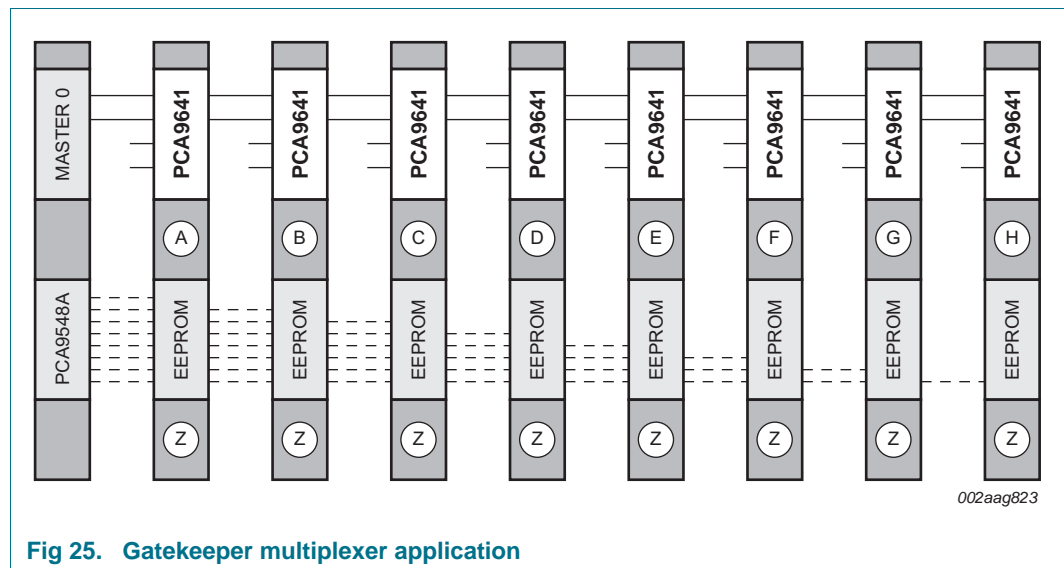 MASTER 0
PCA9641
PCA9641
PCA9641
PCA9641
PCA9641
PCA9641
PCA9641
PCA9641
A
B
C
D
E
F
G
H
PCA9548A
EEPROM
EEPROM
EEPROM
EEPROM
EEPROM
EEPROM
EEPROM
EEPROM
Z
Z
Z
Z
Z
Z
Z
Z
002aag823
Fig 25. Gatekeeper multiplexer application